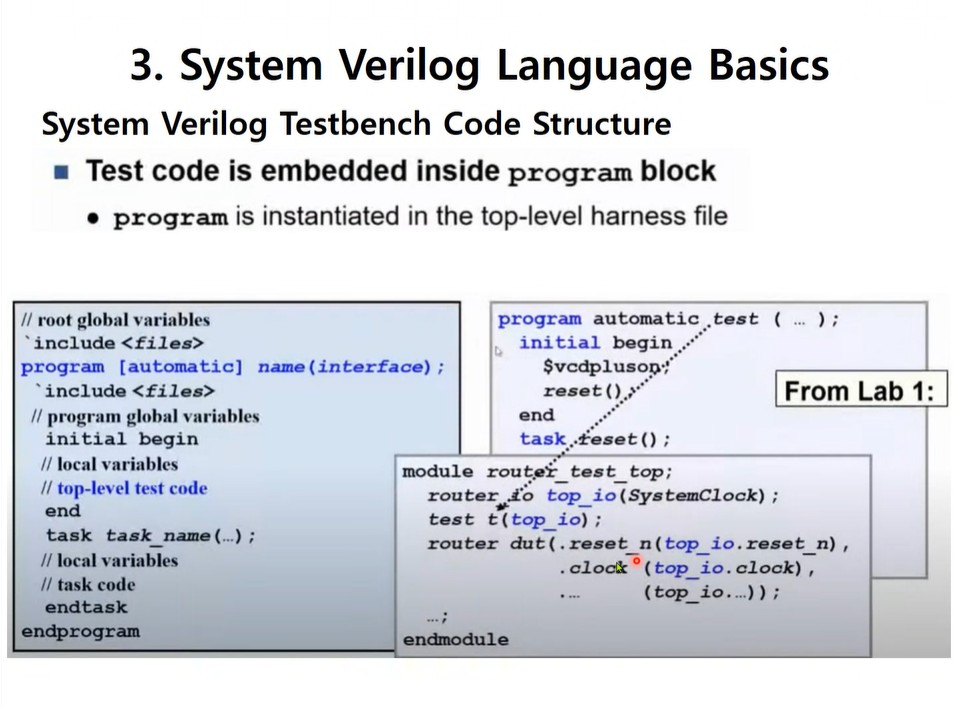 3. System Verilog Language Basics
System Verilog Testbench Code Structure
■ Test code is embedded inside program block
● program is instantiated in the top-level harness file
// root global variables
`include <files>
program [automatic] name(interface);
`include <files>
// program global variables
initial begin
// local variables
// top-level test code
end
task task_name(…);
// local variables
// task code
endtask
endprogram
program automatic test ( … );
initial begin
$vcdpluson;
reset();
end
task reset();
From Lab 1:
module router_test_top;
router_io top_io(SystemClock);
test t(top_io);
router dut(.reset_n(top_io.reset_n),
.clock (top_io.clock),
.… (top_io.…));
…;
endmodule